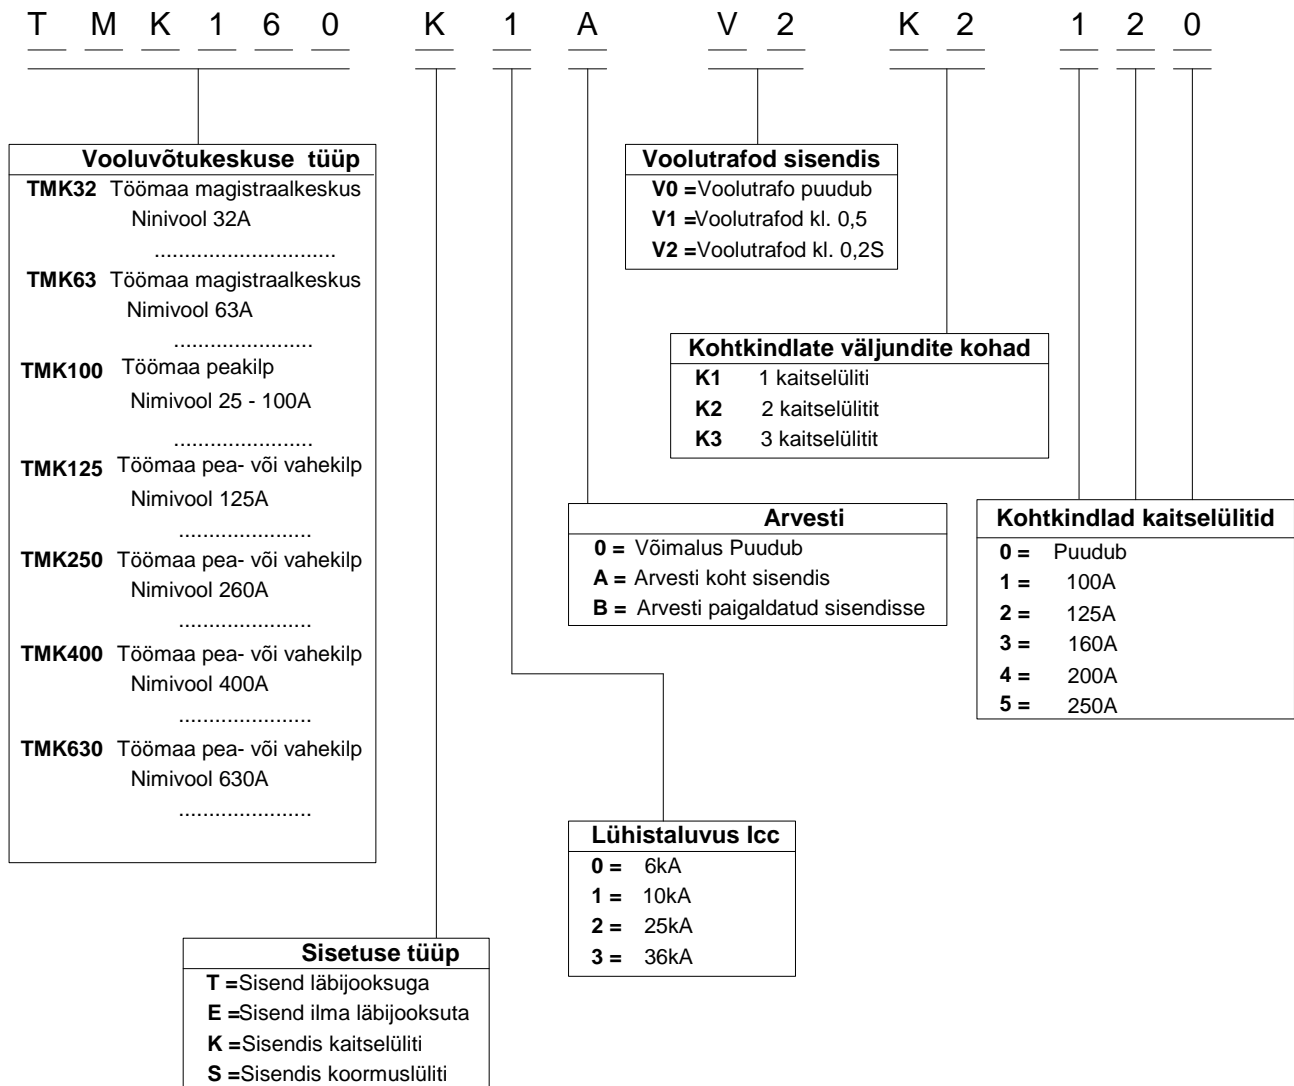 T M K 1 6 0 K 1 A V 2 K 2 1 2 0
Vooluvõtukeskuse tüüp
TMK32 Töömaa magistraalkeskus
Ninivool 32A
..............................
TMK63 Töömaa magistraalkeskus
Nimivool 63A
.......................
TMK100 Töömaa peakilp
Nimivool 25 - 100A
.......................
TMK125 Töömaa pea- või vahekilp
Nimivool 125A
......................
TMK250 Töömaa pea- või vahekilp
Nimivool 260A
......................
TMK400 Töömaa pea- või vahekilp
Nimivool 400A
......................
TMK630 Töömaa pea- või vahekilp
Nimivool 630A
......................
Voolutrafod sisendis
V0 =Voolutrafo puudub
V1 =Voolutrafod kl. 0,5
V2 =Voolutrafod kl. 0,2S
Kohtkindlate väljundite kohad
K1 1 kaitselüliti
K2 2 kaitselülitit
K3 3 kaitselülitit
Arvesti
0 = Võimalus Puudub
A = Arvesti koht sisendis
B = Arvesti paigaldatud sisendisse
Kohtkindlad kaitselülitid
0 = Puudub
1 = 100A
2 = 125A
3 = 160A
4 = 200A
5 = 250A
Lühistaluvus Icc
0 = 6kA
1 = 10kA
2 = 25kA
3 = 36kA
Sisetuse tüüp
T =Sisend läbijooksuga
E =Sisend ilma läbijooksuta
K =Sisendis kaitselüliti
S =Sisendis koormuslüliti